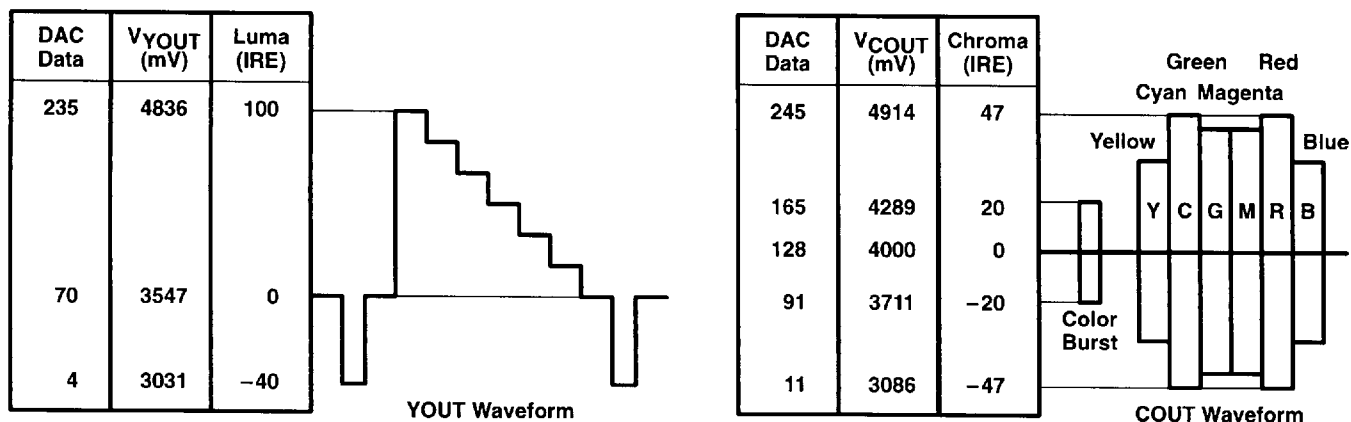 DAC Data VYOUT (mV) Luma (IRE)
235 4836 100
70 3547 0
4 3031 −40
YOUT Waveform
DAC Data VCOUT (mV) Chroma (IRE)
245 4914 47
165 4289 20
128 4000 0
91 3711 −20
11 3086 −47
Green Red
Cyan Magenta
Yellow Blue
Y C G M R B
Color
Burst
COUT Waveform